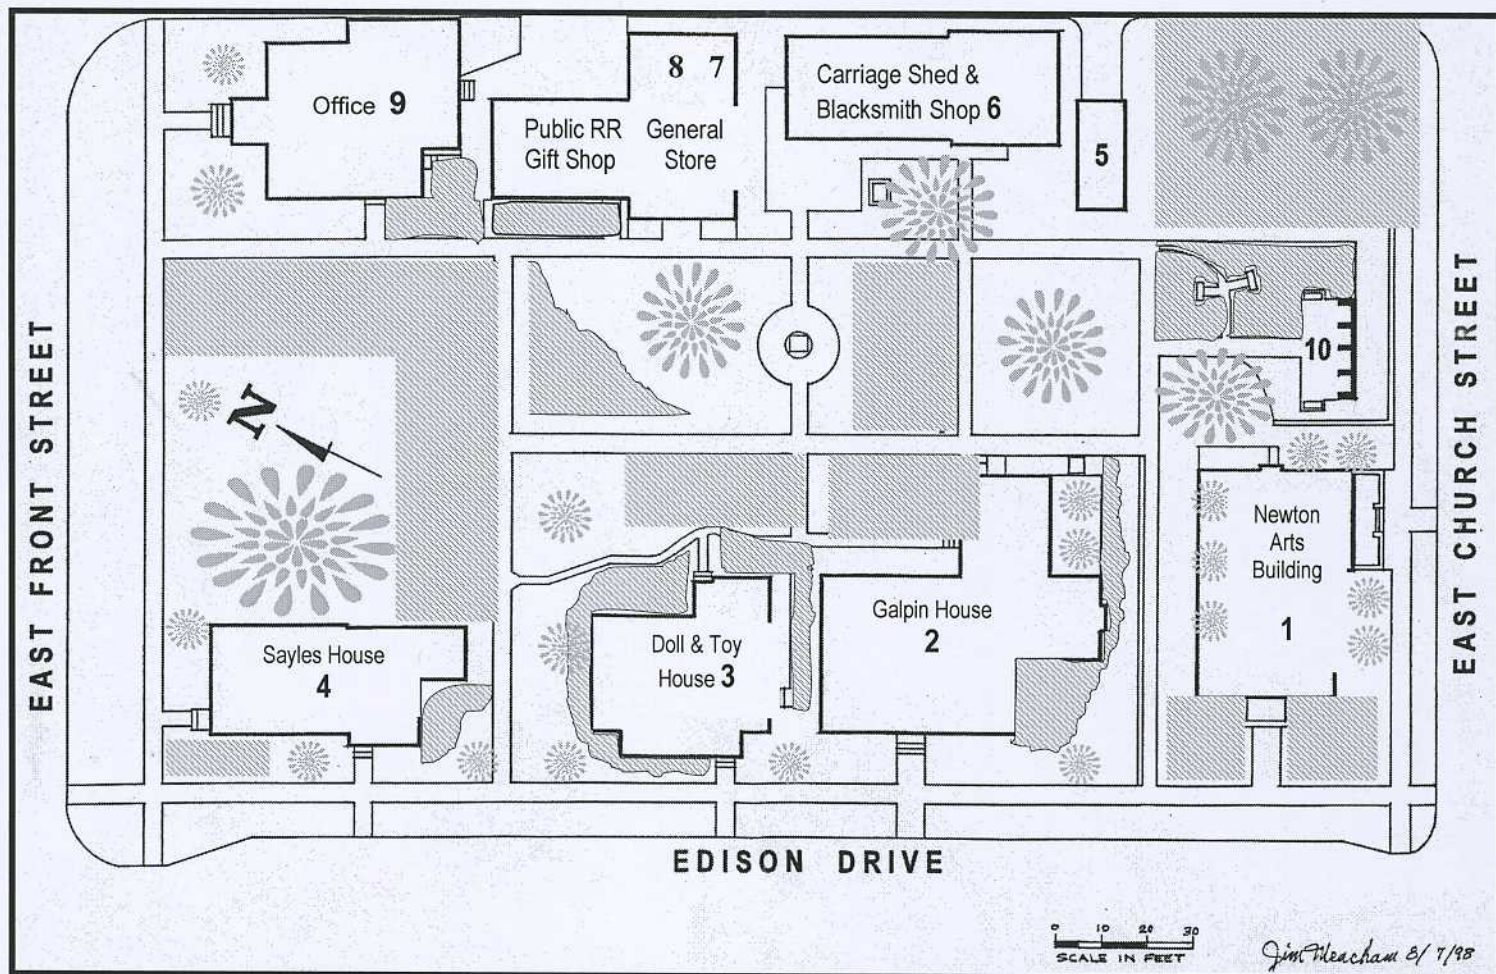 8 7
Carriage Shed &
Blacksmith Shop 6
Office 9
Public RR
Gift Shop
General
Store
5
10
N
EAST FRONT STREET
EAST CHURCH STREET
Newton
Arts
Building
1
Galpin House
2
Doll & Toy
House 3
Sayles House
4
EDISON DRIVE
0 10 20 30
SCALE IN FEET
Jim Meacham 8/7/98